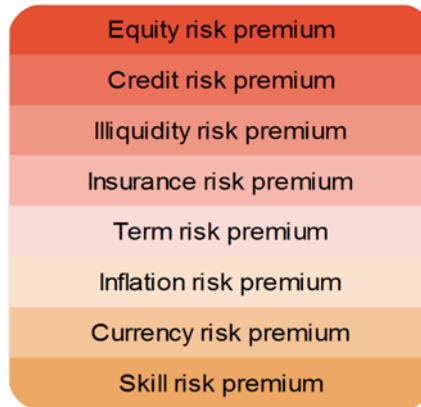 Equity risk premium
Credit risk premium
Illiquidity risk premium
Insurance risk premium
Term risk premium
Inflation risk premium
Currency risk premium
Skill risk premium